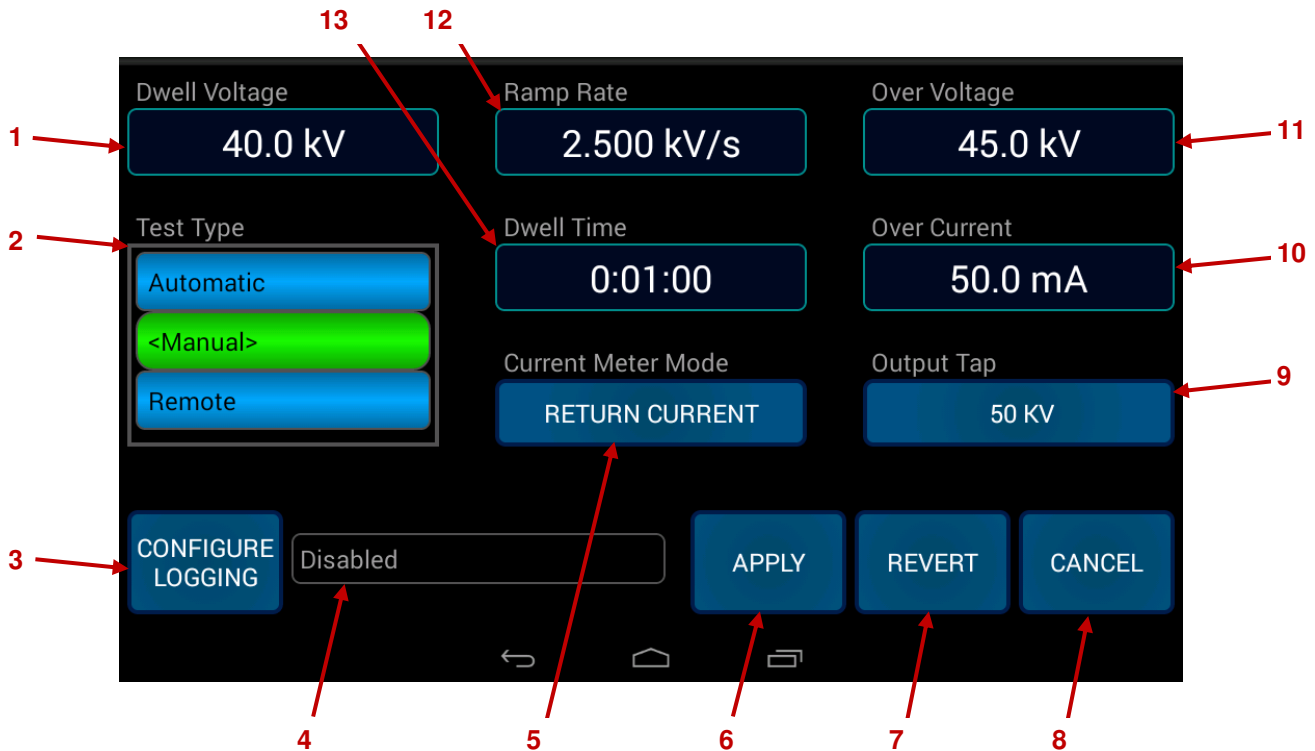 13
12
Dwell Voltage
Ramp Rate
Over Voltage
1
40.0 kV
2.500 kV/s
45.0 kV
11
Test Type
Dwell Time
Over Current
2
Automatic
0:01:00
50.0 mA
10
<Manual>
Current Meter Mode
Output Tap
9
Remote
RETURN CURRENT
50 KV
3
CONFIGURE
LOGGING
Disabled
APPLY
REVERT
CANCEL
4
5
6
7
8